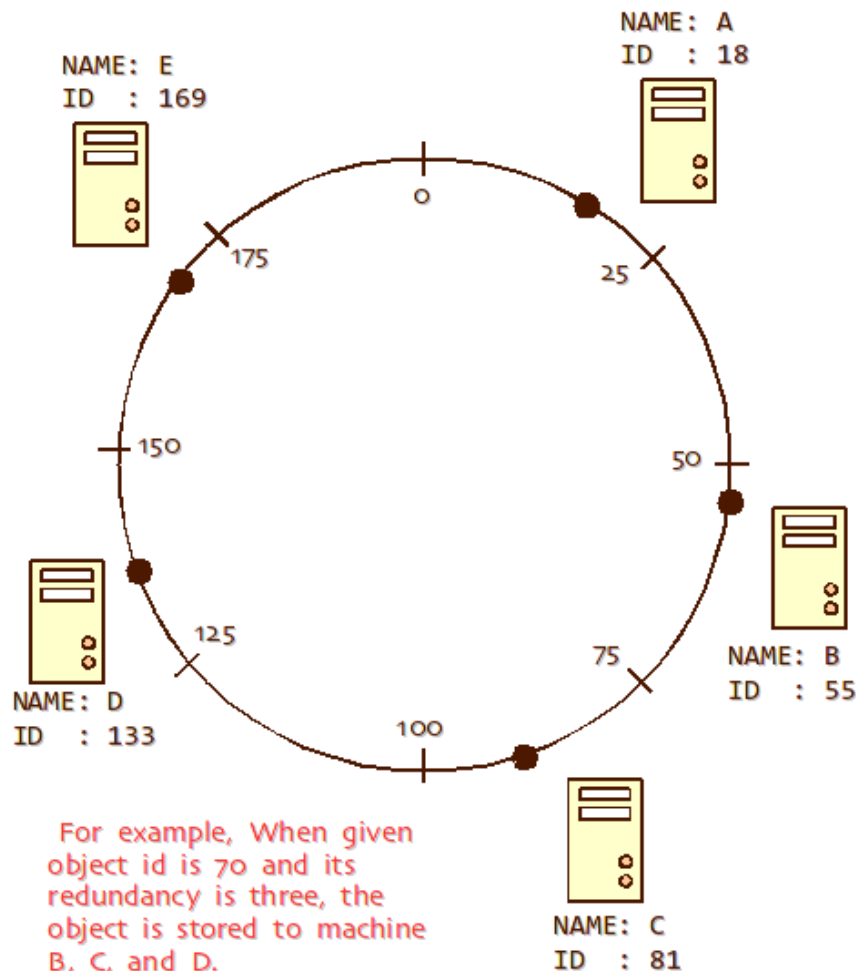 NAME: A
ID  : 18
NAME: E
ID  : 169
0
175
25
150
50
125
75
100
NAME: B
ID  : 55
NAME: D
ID  : 133
For example, When given
object id is 70 and its
redundancy is three, the
object is stored to machine
B, C, and D.
NAME: C
ID  : 81